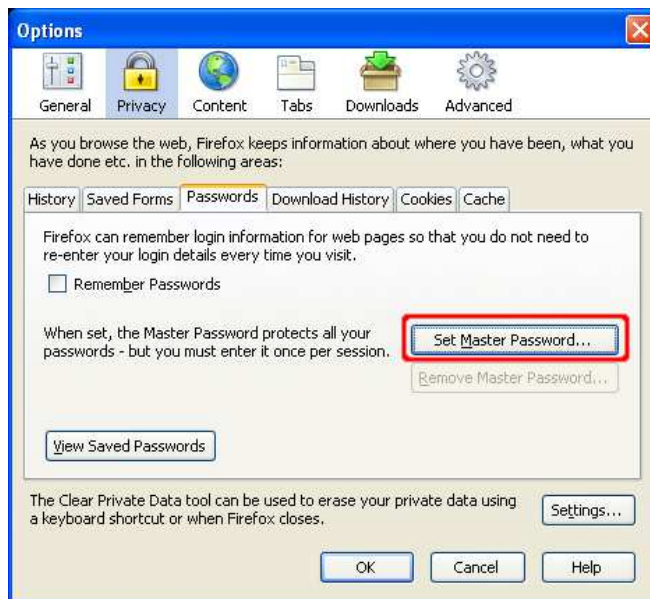 Options
General Privacy Content Tabs Downloads Advanced
As you browse the web, Firefox keeps information about where you have been, what you
have done etc. in the following areas:
History Saved Forms Passwords Download History Cookies Cache
Firefox can remember login information for web pages so that you do not need to
re-enter your login details every time you visit.
Remember Passwords
When set, the Master Password protects all your
passwords - but you must enter it once per session.
Set Master Password...
Remove Master Password...
View Saved Passwords
The Clear Private Data tool can be used to erase your private data using
a keyboard shortcut or when Firefox closes.
Settings...
OK Cancel Help